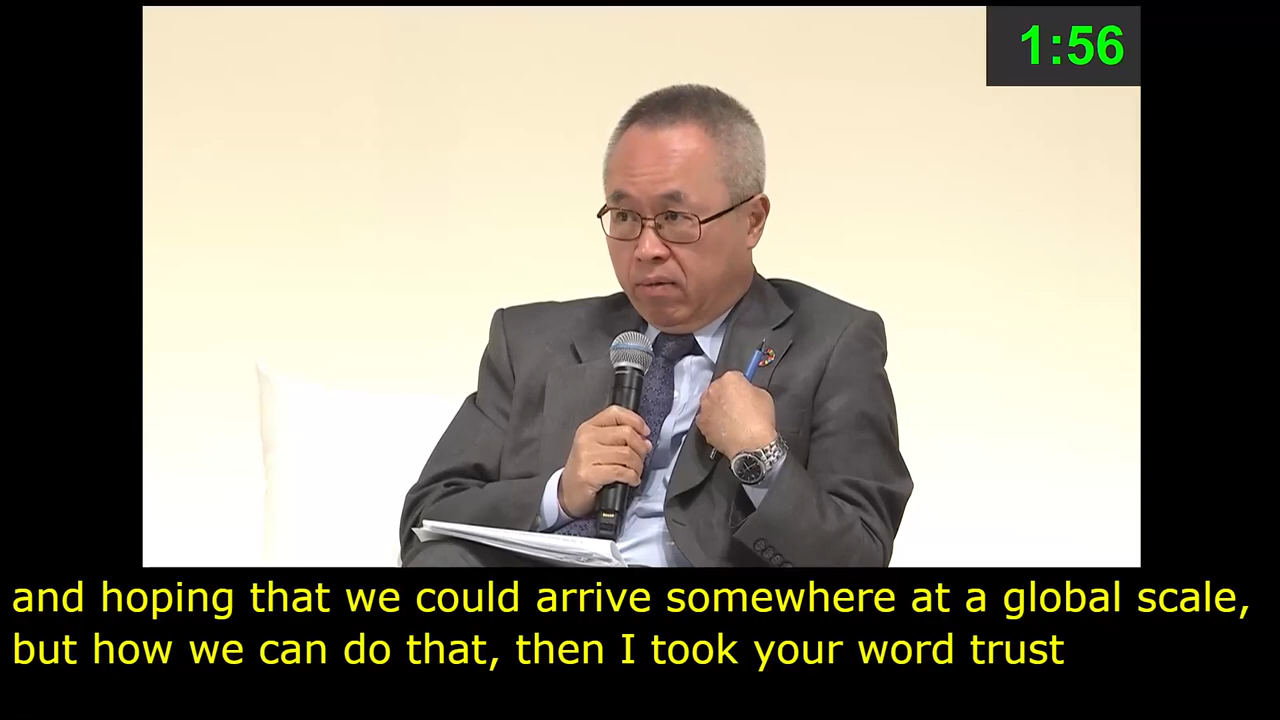 1:56
and hoping that we could arrive somewhere at a global scale,
but how we can do that, then I took your word trust